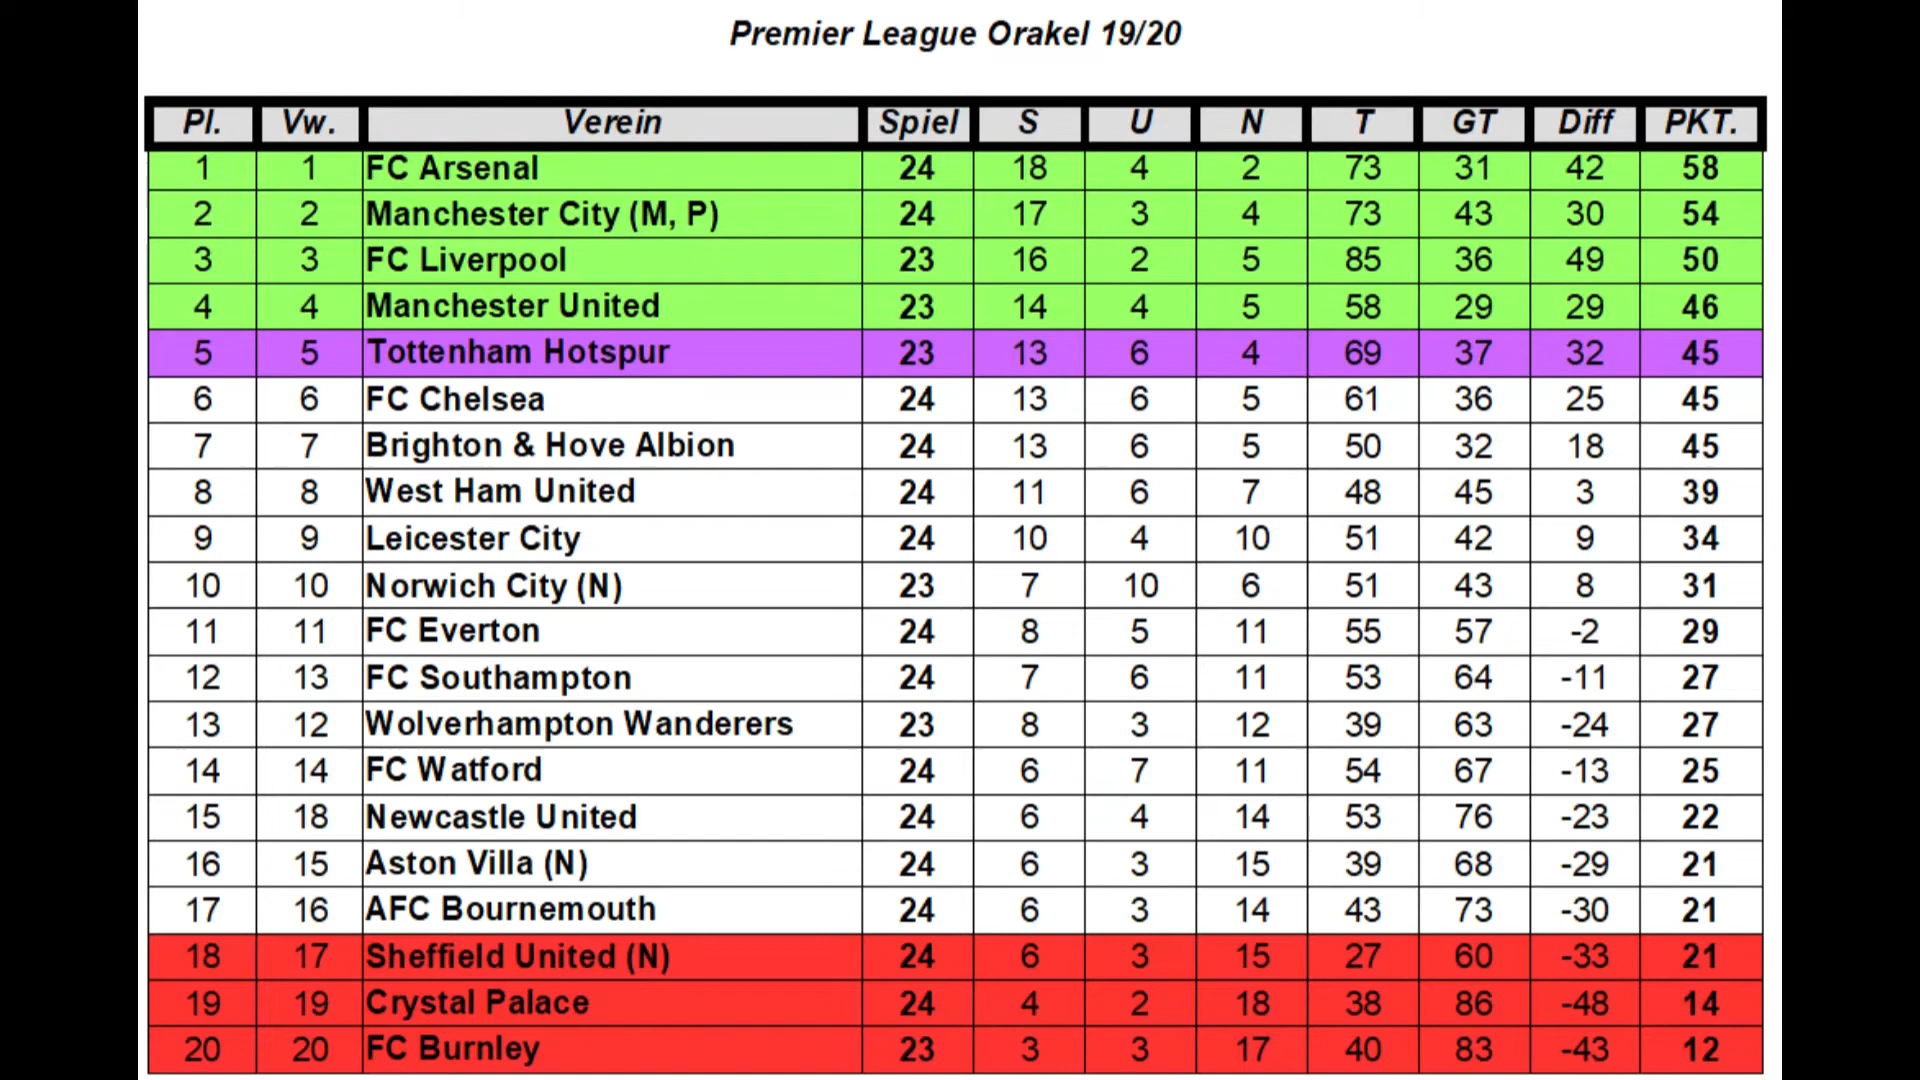 Premier League Orakel 19/20
Pl. Vw. Verein Spiel S U N T GT Diff PKT.
1 1 FC Arsenal 24 18 4 2 73 31 42 58
2 2 Manchester City (M, P) 24 17 3 4 73 43 30 54
3 3 FC Liverpool 23 16 2 5 85 36 49 50
4 4 Manchester United 23 14 4 5 58 29 29 46
5 5 Tottenham Hotspur 23 13 6 4 69 37 32 45
6 6 FC Chelsea 24 13 6 5 61 36 25 45
7 7 Brighton & Hove Albion 24 13 6 5 50 32 18 45
8 8 West Ham United 24 11 6 7 48 45 3 39
9 9 Leicester City 24 10 4 10 51 42 9 34
10 10 Norwich City (N) 23 7 10 6 51 43 8 31
11 11 FC Everton 24 8 5 11 55 57 -2 29
12 13 FC Southampton 24 7 6 11 53 64 -11 27
13 12 Wolverhampton Wanderers 23 8 3 12 39 63 -24 27
14 14 FC Watford 24 6 7 11 54 67 -13 25
15 18 Newcastle United 24 6 4 14 53 76 -23 22
16 15 Aston Villa (N) 24 6 3 15 39 68 -29 21
17 16 AFC Bournemouth 24 6 3 14 43 73 -30 21
18 17 Sheffield United (N) 24 6 3 15 27 60 -33 21
19 19 Crystal Palace 24 4 2 18 38 86 -48 14
20 20 FC Burnley 23 3 3 17 40 83 -43 12